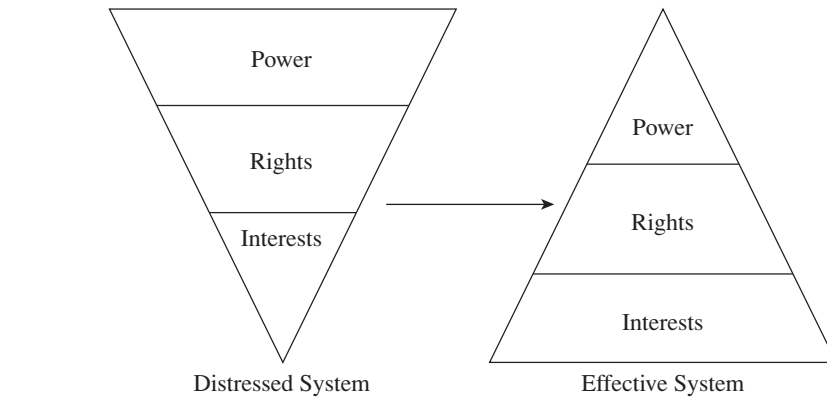 Power
Rights
Interests
Distressed System
Power
Rights
Interests
Effective System